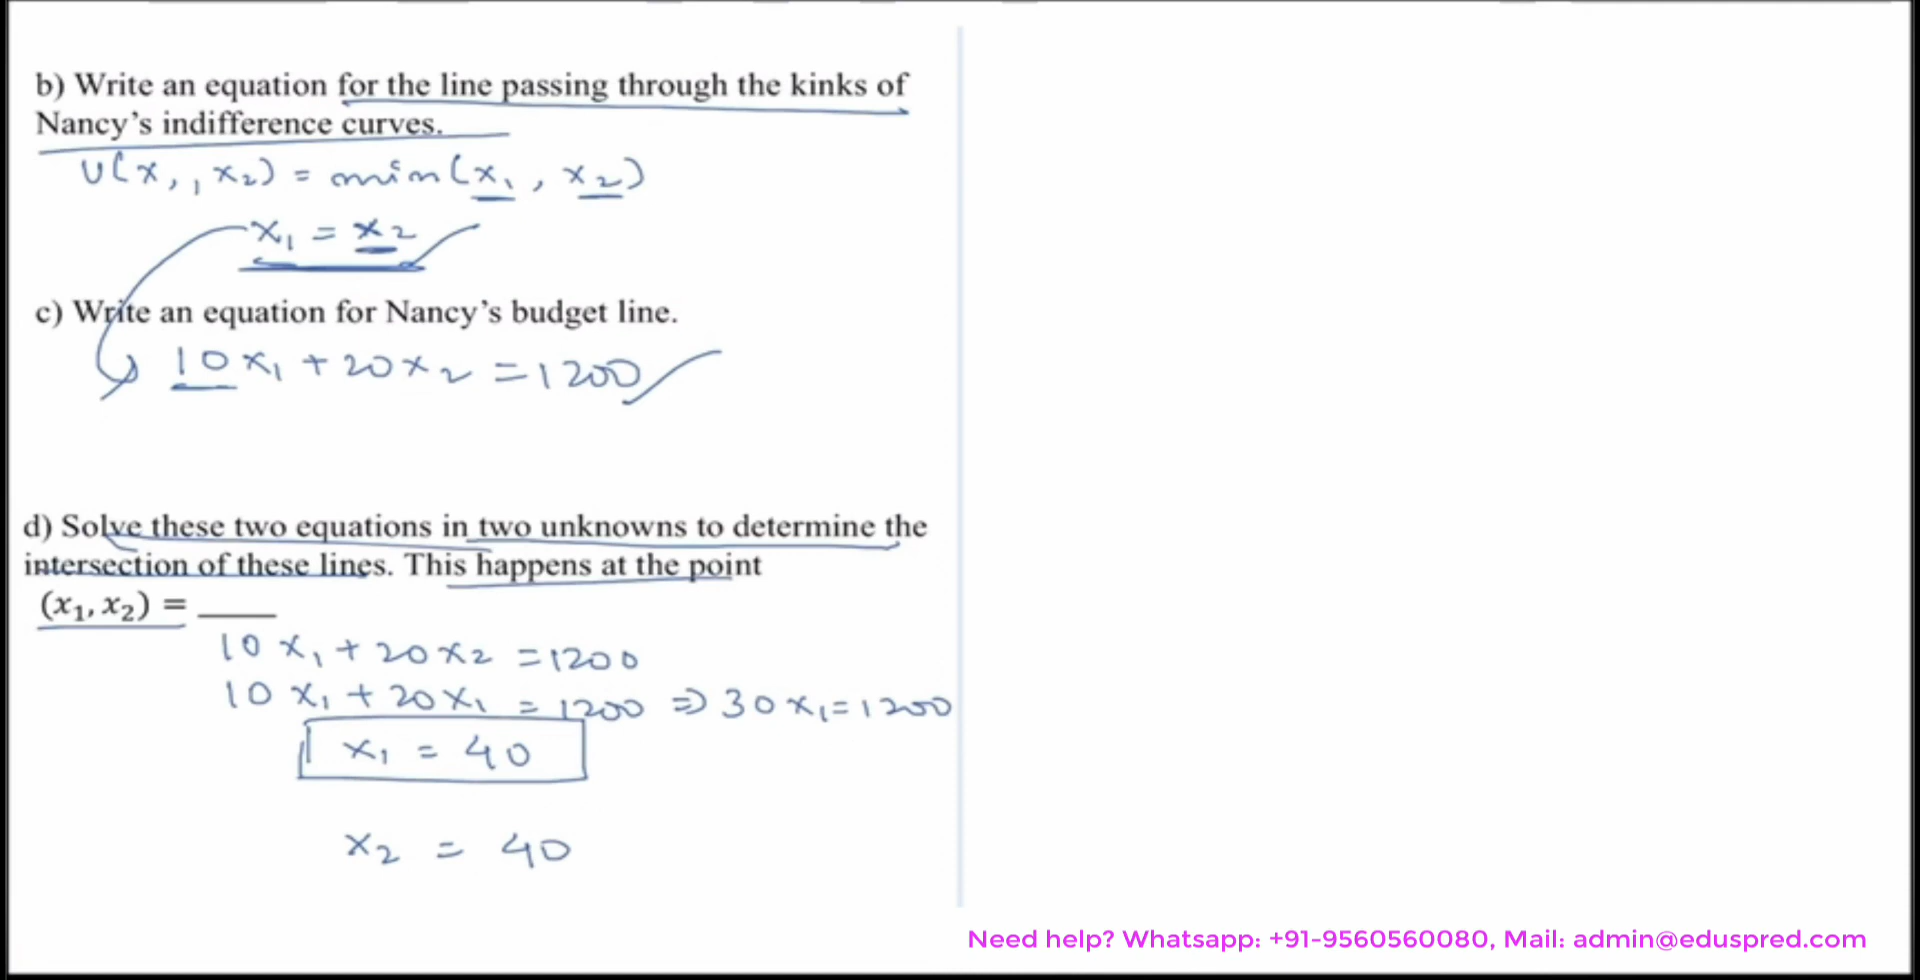 b) Write an equation for the line passing through the kinks of
Nancy's indifference curves.
U(x₁, x₂) = min(x₁, x₂)
x₁ = x₂
c) Write an equation for Nancy's budget line.
10x₁ + 20x₂ = 1200
d) Solve these two equations in two unknowns to determine the
intersection of these lines. This happens at the point
(x₁, x₂) = ____
10x₁ + 20x₂ = 1200
10x₁ + 20x₁ = 1200 ⇒ 30x₁ = 1200
x₁ = 40
x₂ = 40
Need help? Whatsapp: +91-9560560080, Mail: admin@eduspred.com